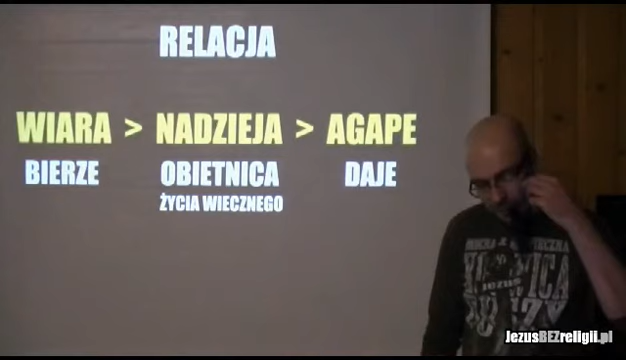 RELACJA
WIARA > NADZIEJA > AGAPE
BIERZE OBIETNICA DAJE
ŻYCIA WIECZNEGO
JezusBEZreligii.pl